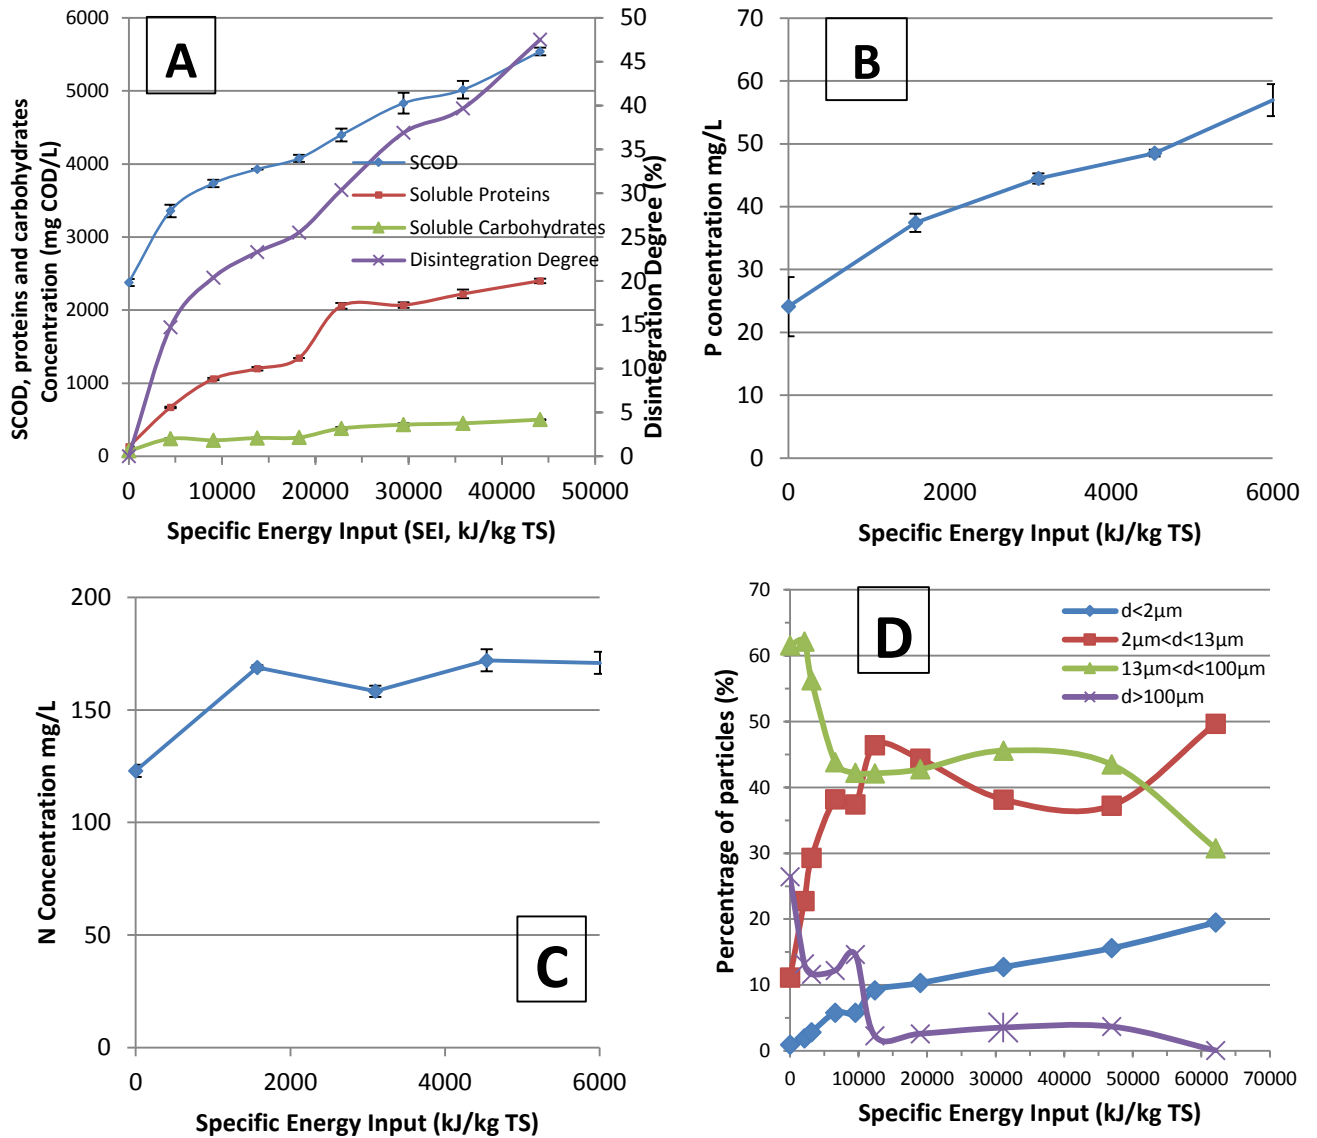 A
SCOD, proteins and carbohydrates
Concentration (mg COD/L)
6000
5000
4000
3000
2000
1000
0
50
45
40
35
30
25
20
15
10
5
0
Disintegration Degree (%)
SCOD
Soluble Proteins
Soluble Carbohydrates
Disintegration Degree
0 10000 20000 30000 40000 50000
Specific Energy Input (SEI, kJ/kg TS)
B
P concentration mg/L
70
60
50
40
30
20
10
0
0 2000 4000 6000
Specific Energy Input (kJ/kg TS)
C
N Concentration mg/L
200
150
100
50
0
0 2000 4000 6000
Specific Energy Input (kJ/kg TS)
D
Percentrage of particles (%)
70
60
50
40
30
20
10
0
d<2µm
2µm<d<13µm
13µm<d<100µm
d>100µm
0 10000 20000 30000 40000 50000 60000 70000
Specific Energy Input (kJ/kg TS)